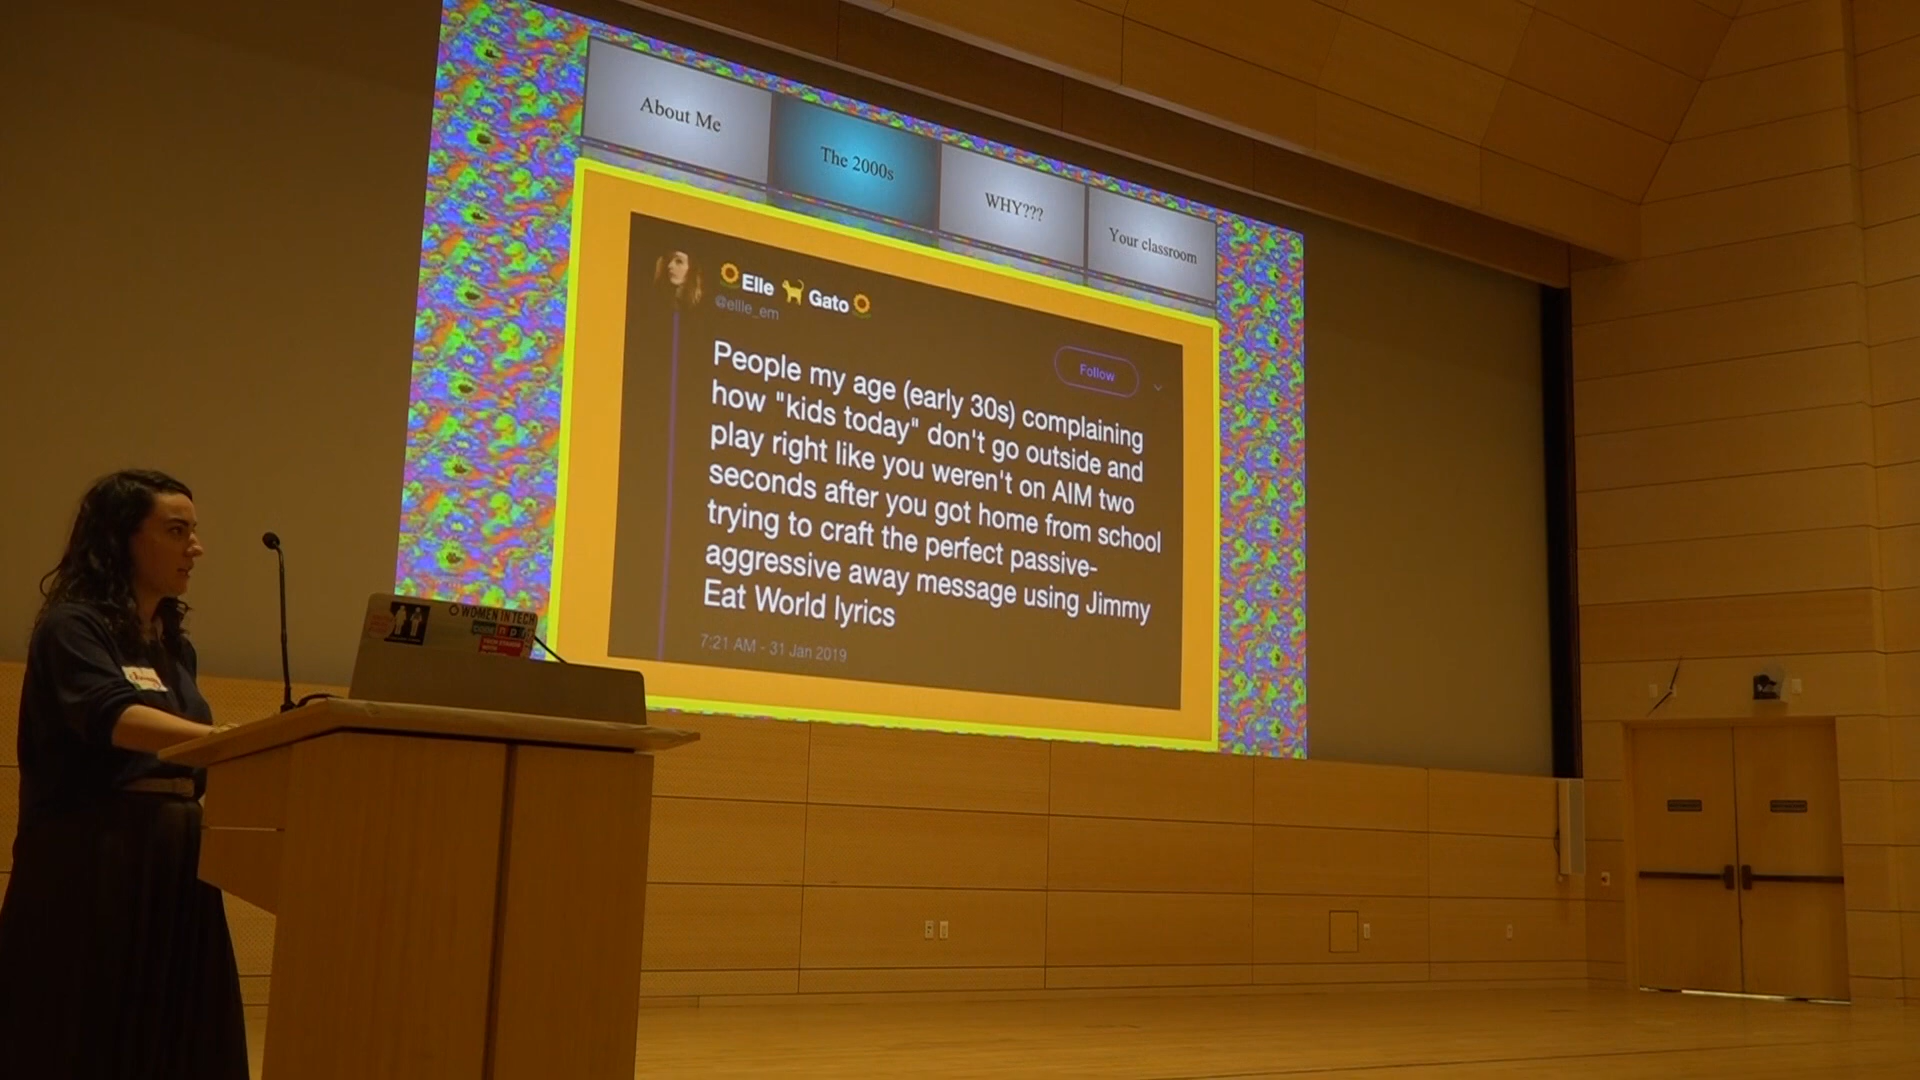 About Me
The 2000s
WHY???
Your classroom
Elle Gato
@ellle_em
Follow
People my age (early 30s) complaining
how "kids today" don't go outside and
play right like you weren't on AIM two
seconds after you got home from school
trying to craft the perfect passive-
aggressive away message using Jimmy
Eat World lyrics
7:21 AM - 31 Jan 2019
WOMEN IN TECH